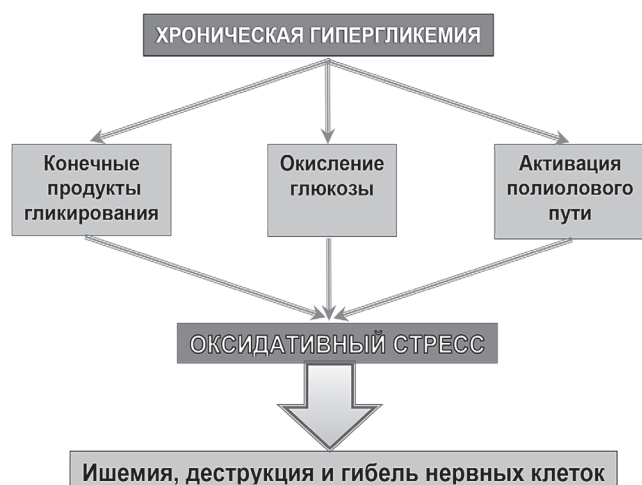 ХРОНИЧЕСКАЯ ГИПЕРГЛИКЕМИЯ
Конечные
продукты
гликирования
Окисление
глюкозы
Активация
полиолового
пути
ОКСИДАТИВНЫЙ СТРЕСС
Ишемия, деструкция и гибель нервных клеток